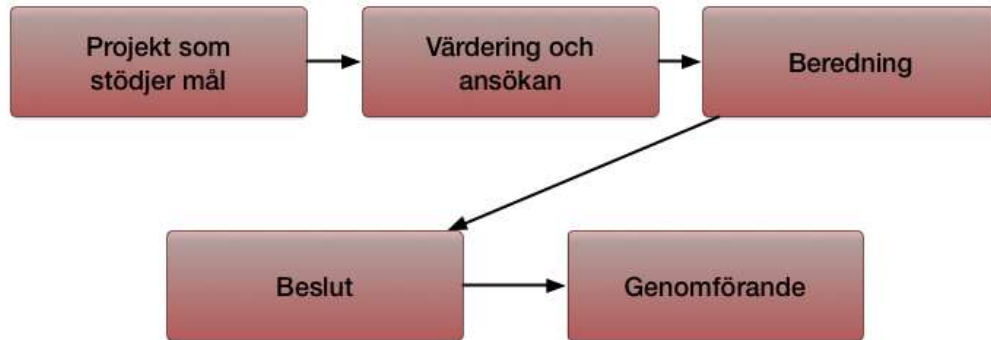 Projekt som
stödjer mål
Värdering och
ansökan
Beredning
Beslut
Genomförande